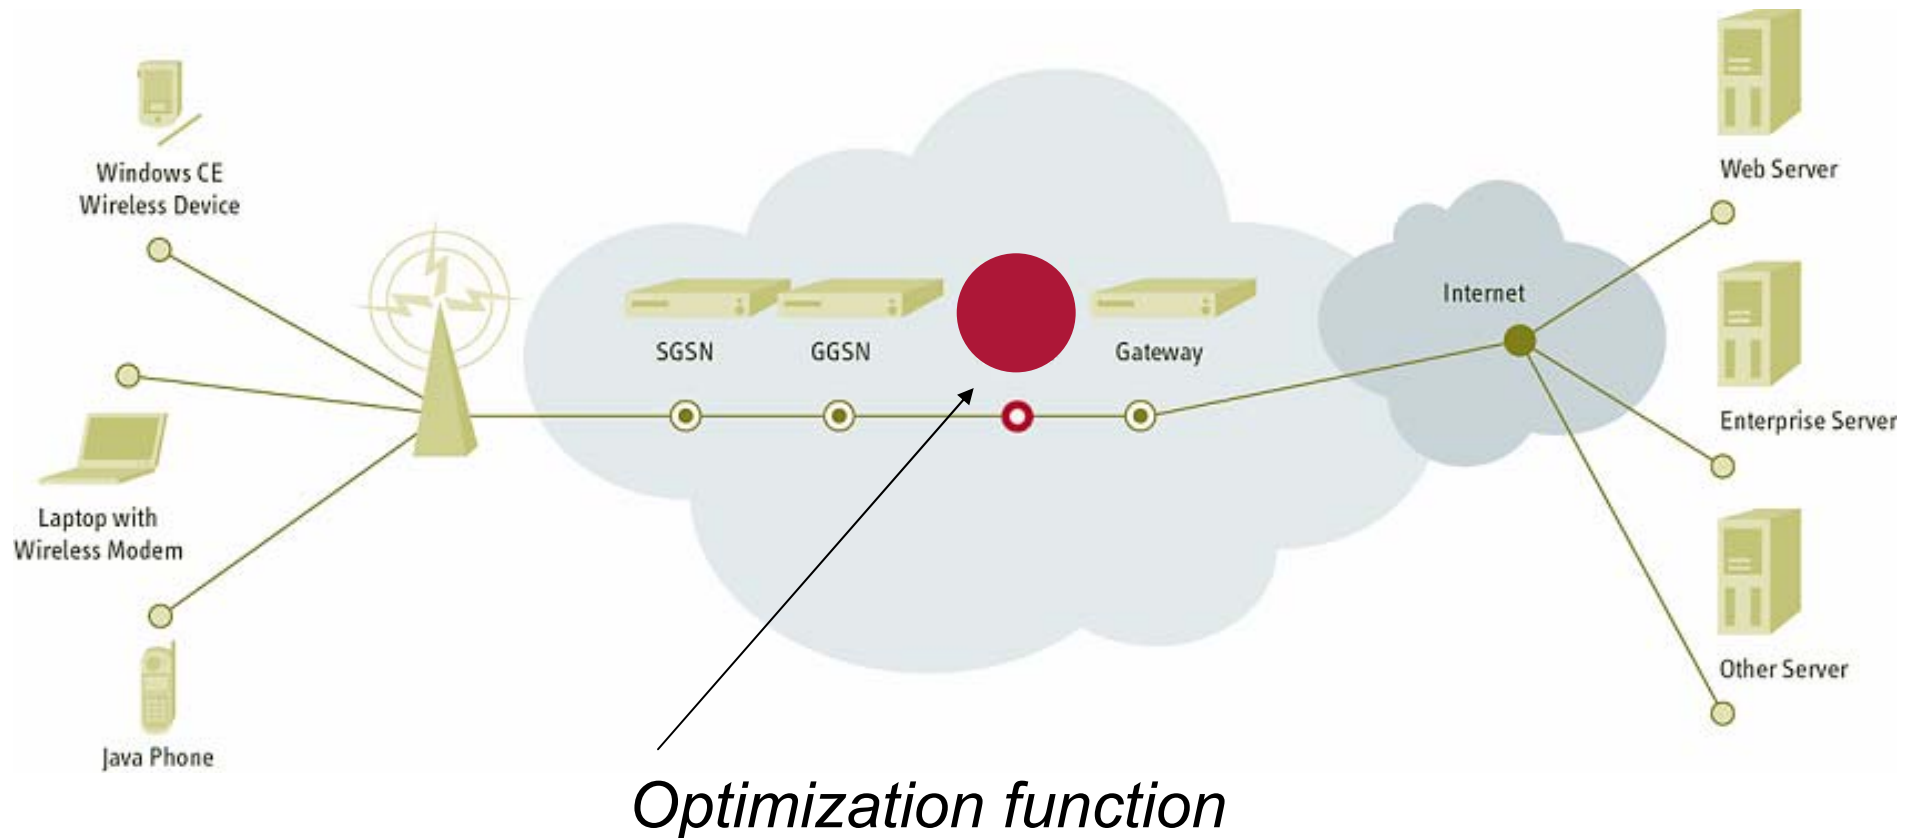 Windows CE
Wireless Device
Laptop with
Wireless Modem
Java Phone
SGSN
GGSN
Gateway
Internet
Web Server
Enterprise Server
Other Server
Optimization function